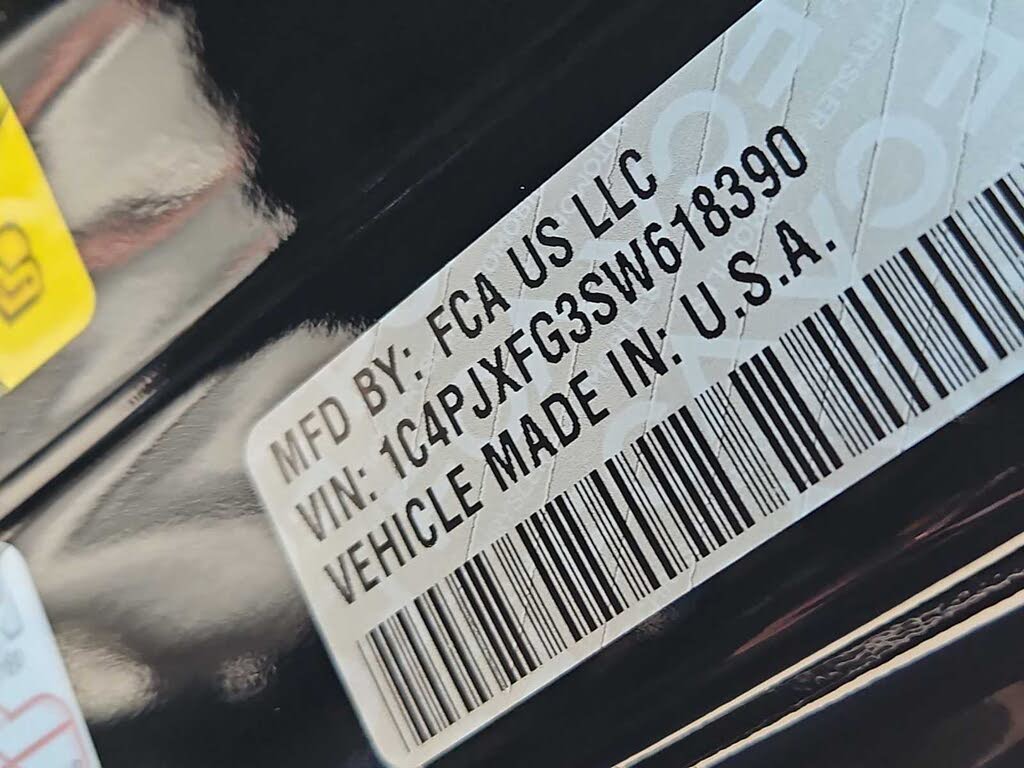 MFD BY: FCA US LLC
VIN: 1C4PJXFG3SW618390
VEHICLE MADE IN: U.S.A.